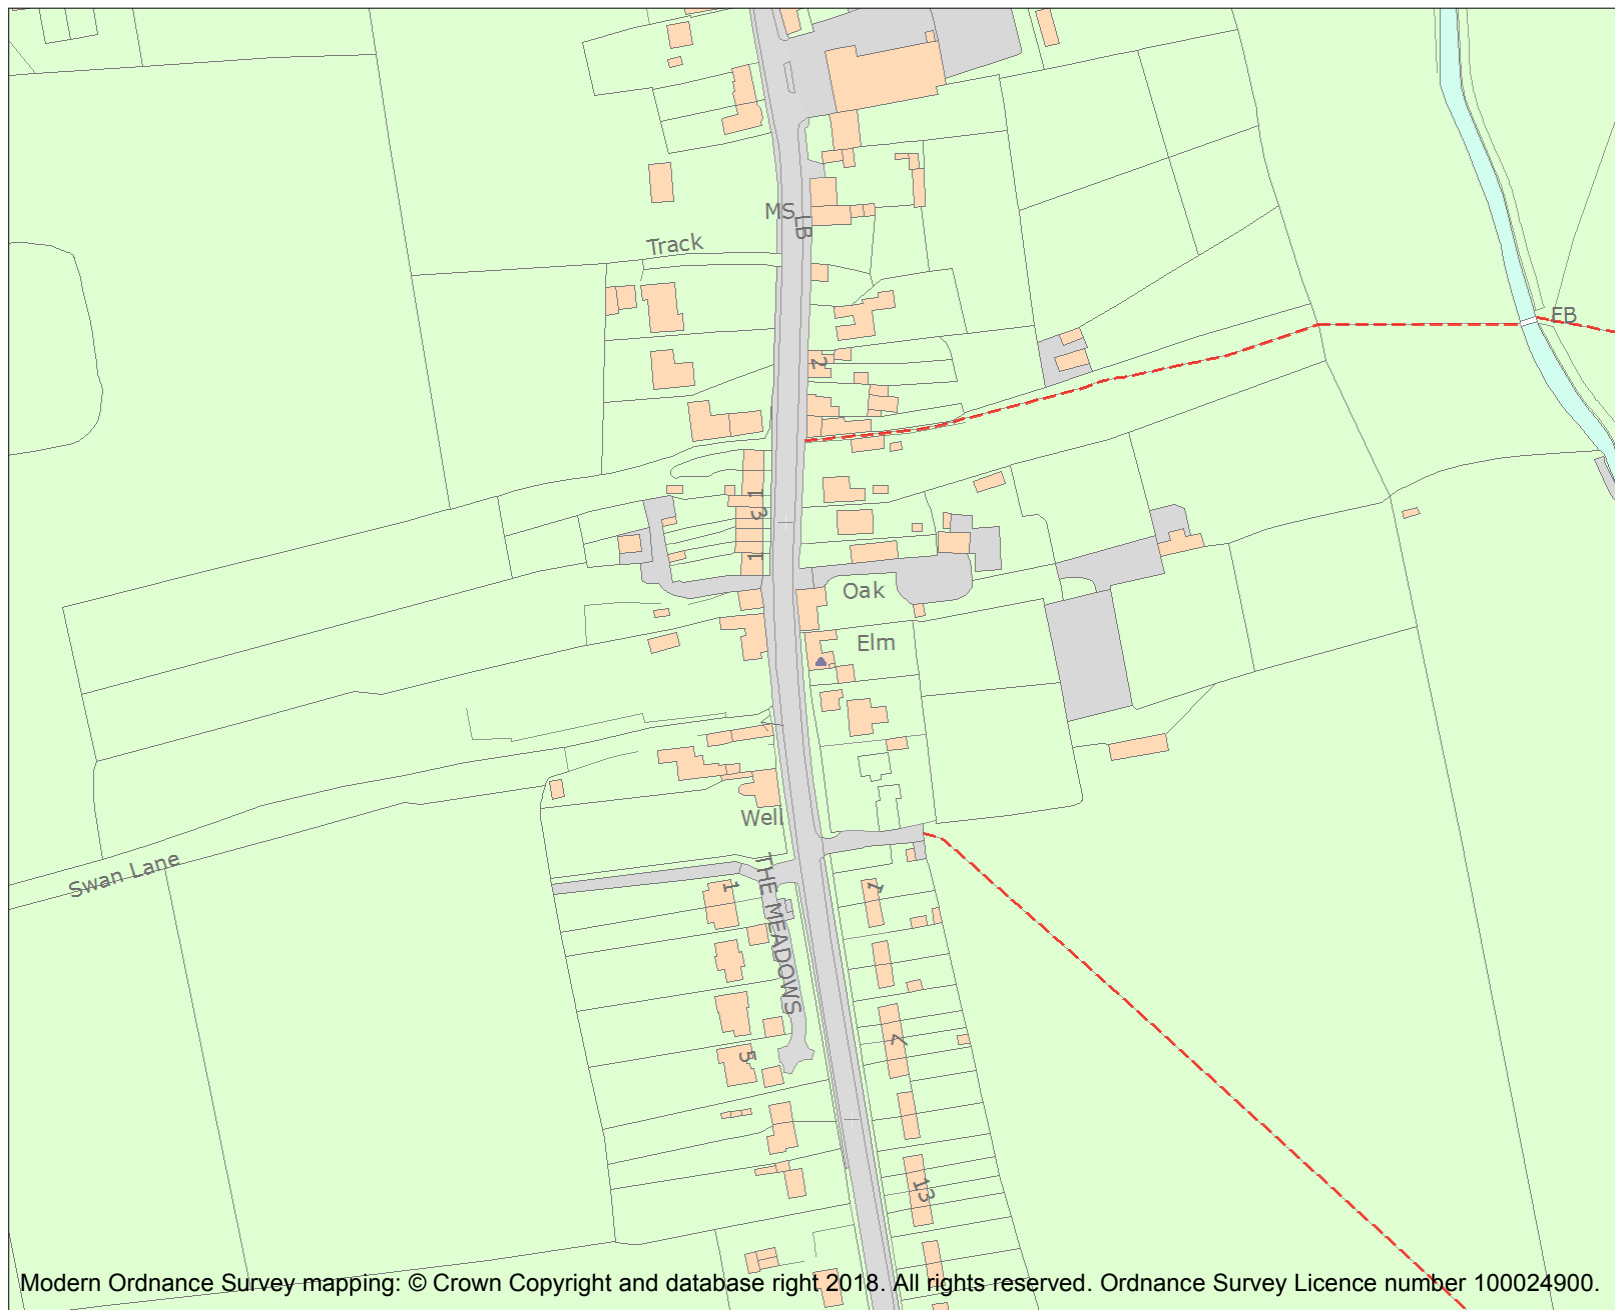 MS
LB
Track
FB
2
13
1
Oak
Elm
Well
Swan Lane
THE MEADOWS
1
1
7
5
13
Modern Ordnance Survey mapping: © Crown Copyright and database right 2018. All rights reserved. Ordnance Survey Licence number 100024900.